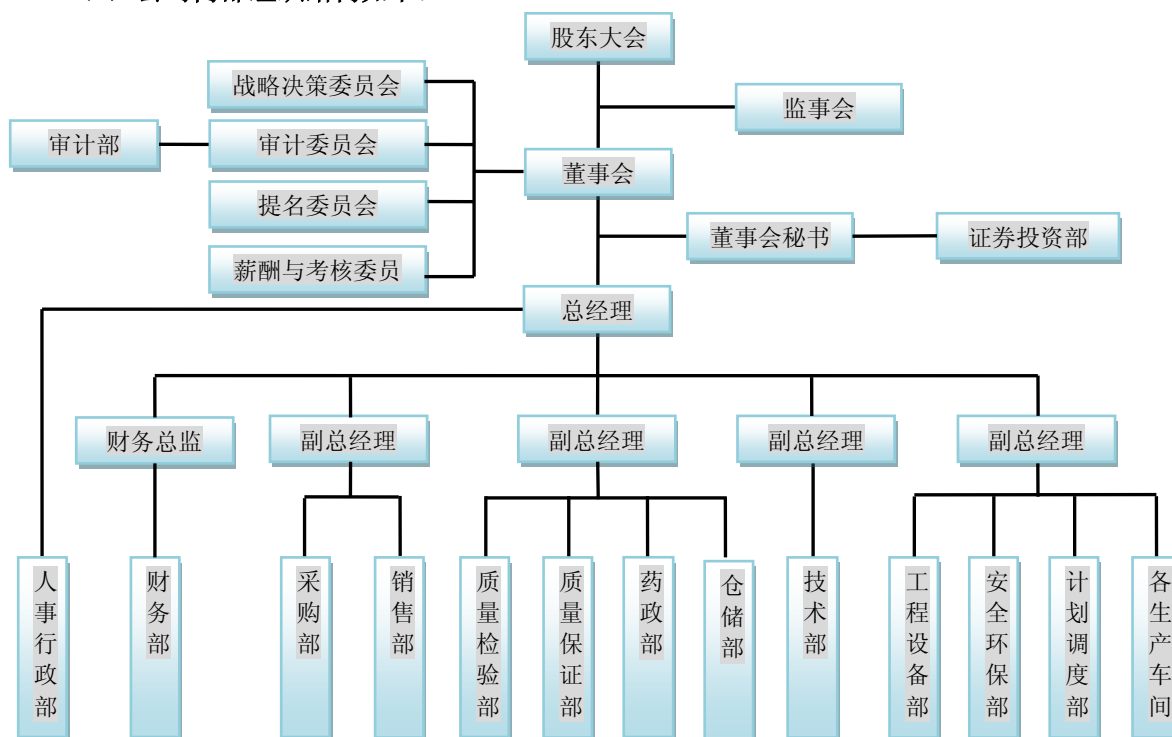 股东大会
战略决策委员会
监事会
审计部
审计委员会
董事会
提名委员会
董事会秘书
证券投资部
薪酬与考核委员
总经理
财务总监
副总经理
副总经理
副总经理
副总经理
人事行政部
财务部
采购部
销售部
质量检验部
质量保证部
药政部
仓储部
技术部
工程设备部
安全环保部
计划调度部
各生产车间